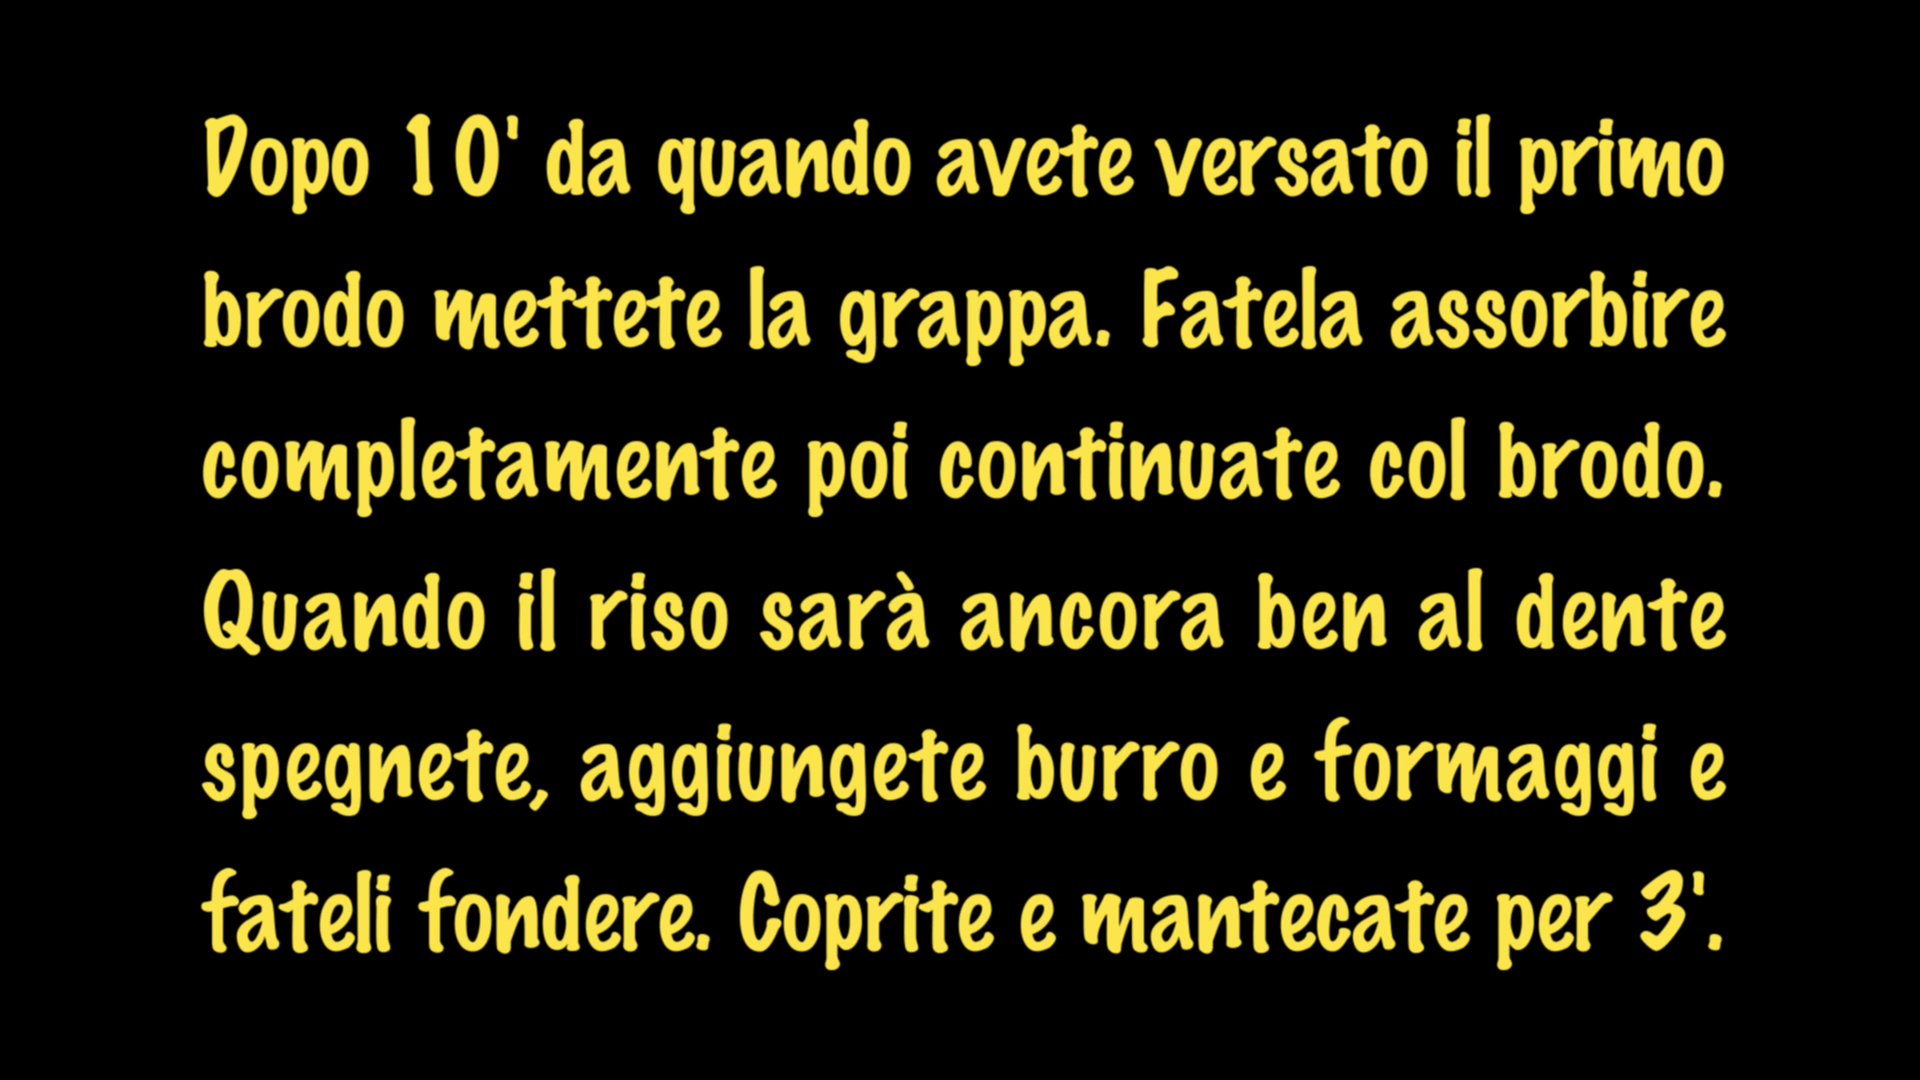 Dopo 10' da quando avete versato il primo
brodo mettete la grappa. Fatela assorbire
completamente poi continuate col brodo.
Quando il riso sarà ancora ben al dente
spegnete, aggiungete burro e formaggi e
fateli fondere. Coprite e mantecate per 3'.